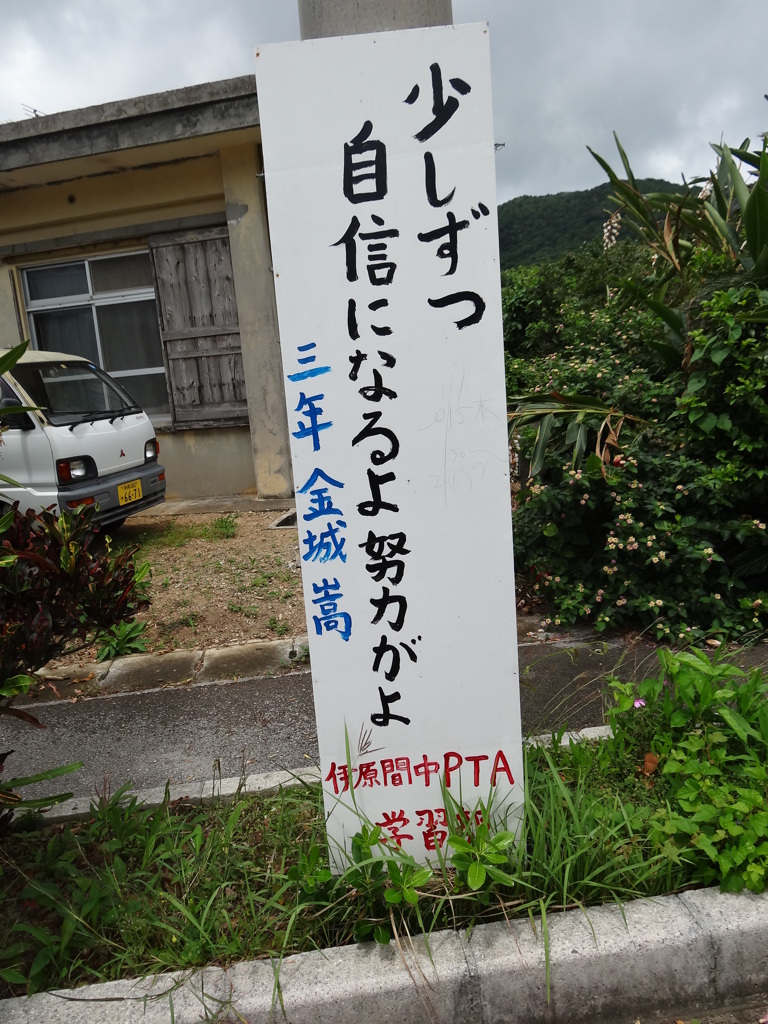 少しずつ
自信になるよ努力がよ
三年 金城 嵩
伊原間中PTA
学習
6671